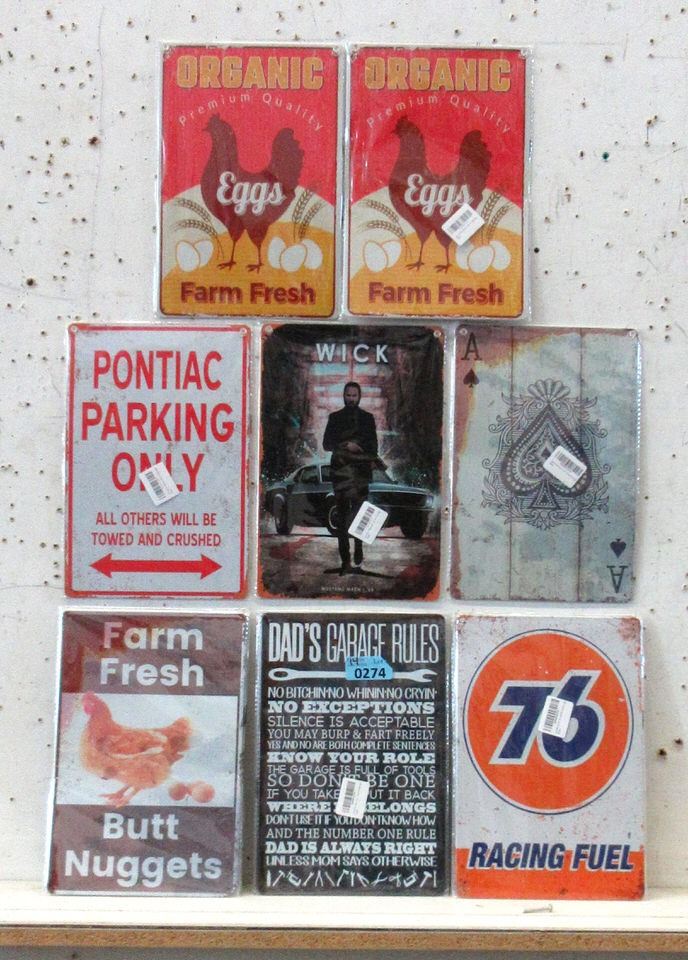 ORGANIC
Premium Quality
Eggs
Farm Fresh
ORGANIC
Premium Quality
Eggs
Farm Fresh
PONTIAC
PARKING
ONLY
ALL OTHERS WILL BE
TOWED AND CRUSHED
WICK
A
A
Farm
Fresh
Butt
Nuggets
DAD'S GARAGE RULES
0274
NO BITCHIN•NO WHININ•NO CRYIN•
NO EXCEPTIONS
SILENCE IS ACCEPTABLE
YOU MAY BURP & FART FREELY
YES AND NO ARE BOTH COMPLETE SENTENCES
KNOW YOUR ROLE
THE GARAGE IS FULL OF TOOLS
SO DON'T BE ONE
IF YOU TAKE OUT IT BACK
WHERE BELONGS
DON'T USE IT IF YOU DON'T KNOW HOW
AND THE NUMBER ONE RULE
DAD IS ALWAYS RIGHT
UNLESS MOM SAYS OTHERWISE
76
RACING FUEL